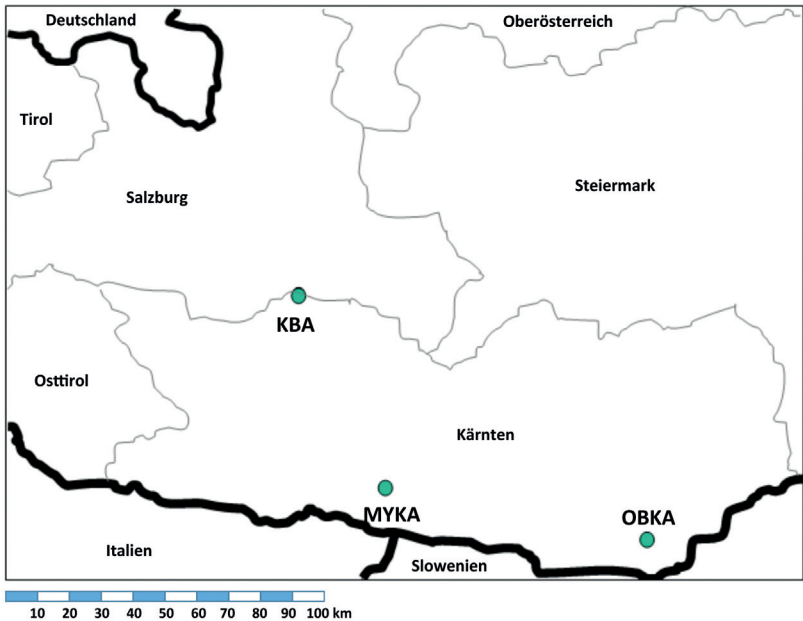 Deutschland
Oberösterreich
Tirol
Steiermark
Salzburg
KBA
Osttirol
Kärnten
MYKA
OBKA
Italien
Slowenien
10 20 30 40 50 60 70 80 90 100 km